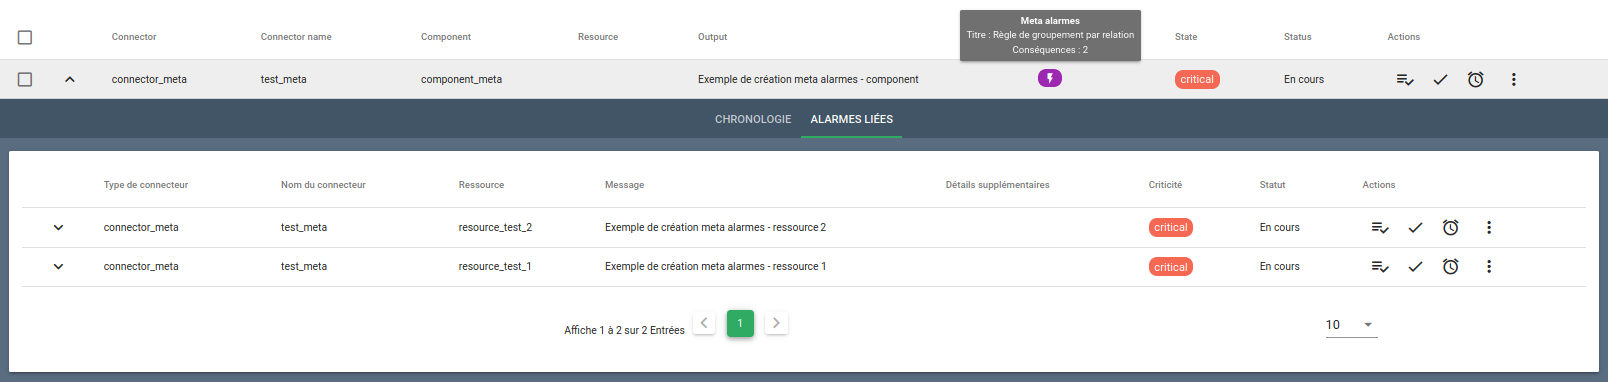 Meta alarmes
Titre : Règle de groupement par relation
Conséquences : 2
Connector Connector name Component Resource Output State Status Actions
connector_meta test_meta component_meta Exemple de création meta alarmes - component critical En cours
CHRONOLOGIE ALARMES LIÉES
Type de connecteur Nom du connecteur Ressource Message Détails supplémentaires Criticité Statut Actions
connector_meta test_meta resource_test_2 Exemple de création meta alarmes - ressource 2 critical En cours
connector_meta test_meta resource_test_1 Exemple de création meta alarmes - ressource 1 critical En cours
Affiche 1 à 2 sur 2 Entrées 1 10